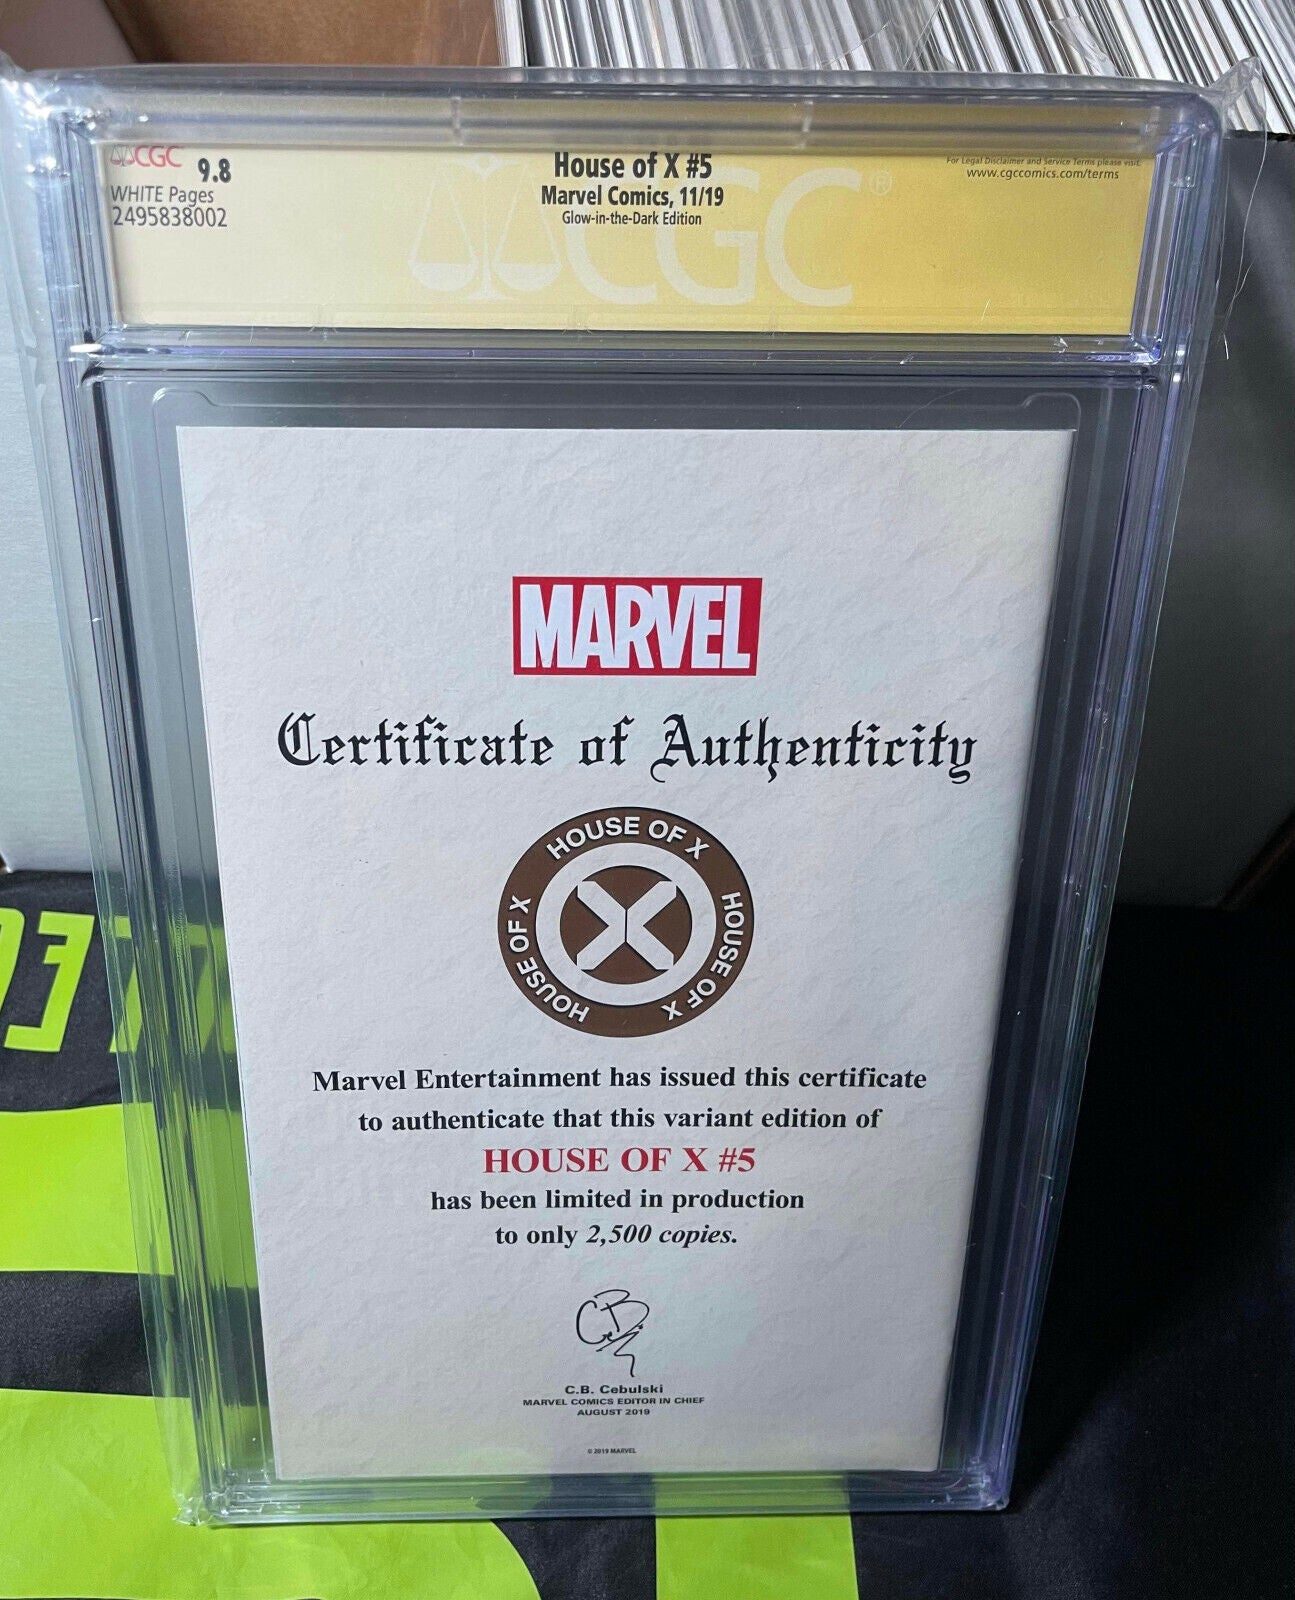 CGC 9.8
WHITE Pages
2495838002
House of X #5
Marvel Comics, 11/19
Glow-in-the-Dark Edition
For Legal Disclaimer and Service Terms please visit:
www.cgccomics.com/terms
CGC®
MARVEL
Certificate of Authenticity
HOUSE OF X
HOUSE OF X
HOUSE OF X
X
Marvel Entertainment has issued this certificate
to authenticate that this variant edition of
HOUSE OF X #5
has been limited in production
to only 2,500 copies.
C.B. Cebulski
MARVEL COMICS EDITOR IN CHIEF
AUGUST 2019
© 2019 MARVEL